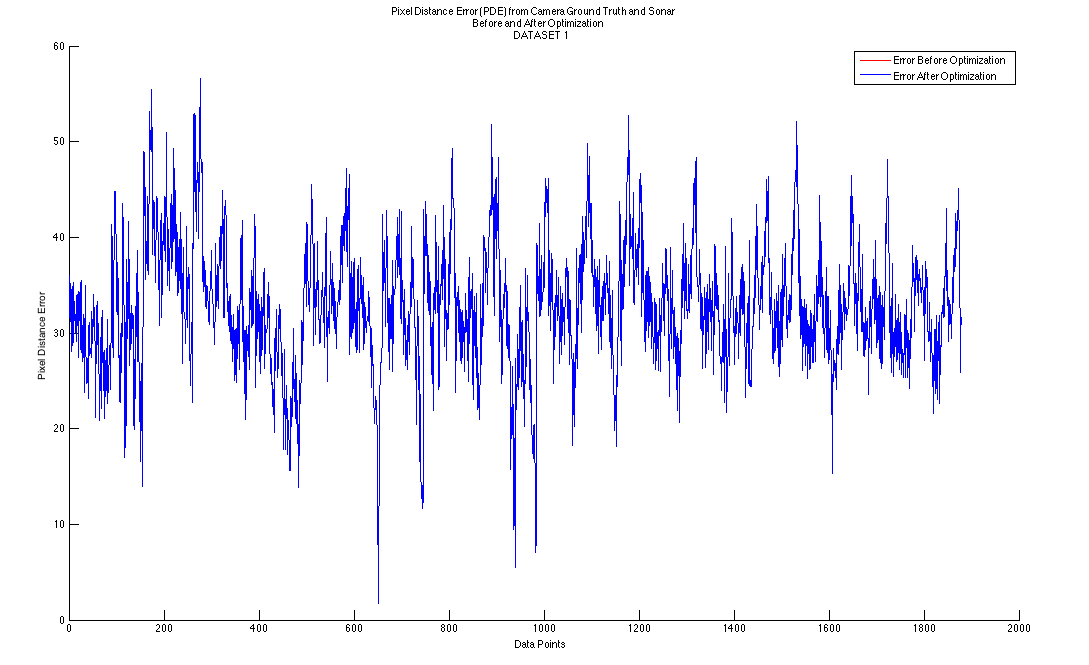 Pixel Distance Error (PDE) from Camera Ground Truth and Sonar
Before and After Optimization
DATASET 1
Error Before Optimization
Error After Optimization
Pixel Distance Error
60
50
40
30
20
10
0
0 200 400 600 800 1000 1200 1400 1600 1800 2000
Data Points